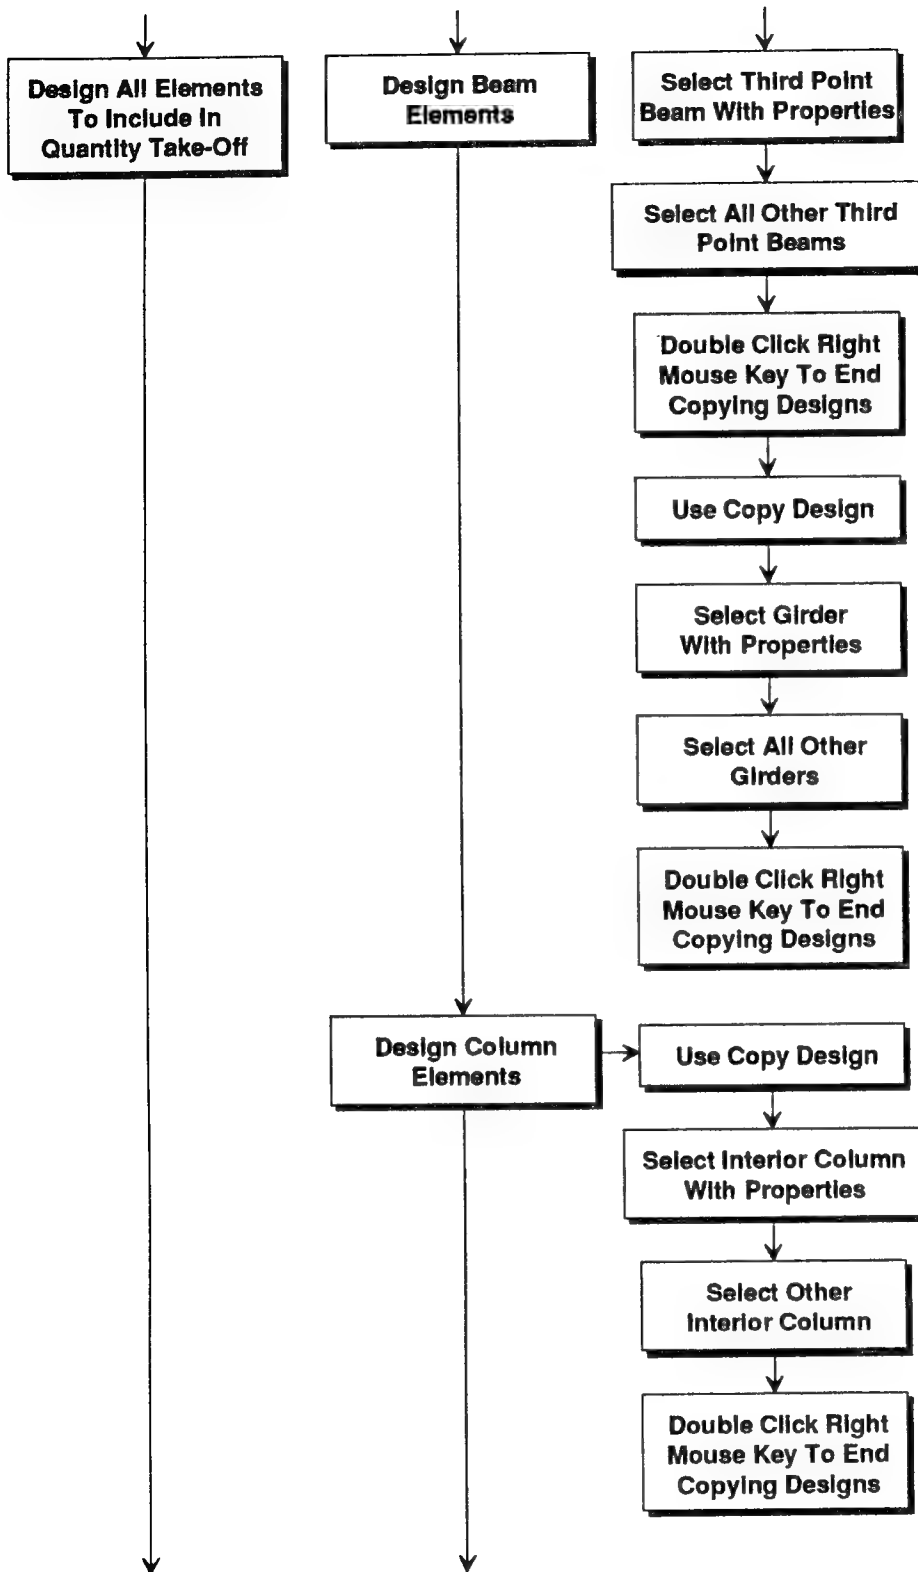 Design All Elements
To Include In
Quantity Take-Off
Design Beam
Elements
Select Third Point
Beam With Properties
Select All Other Third
Point Beams
Double Click Right
Mouse Key To End
Copying Designs
Use Copy Design
Select Girder
With Properties
Select All Other
Girders
Double Click Right
Mouse Key To End
Copying Designs
Design Column
Elements
Use Copy Design
Select Interior Column
With Properties
Select Other
Interior Column
Double Click Right
Mouse Key To End
Copying Designs